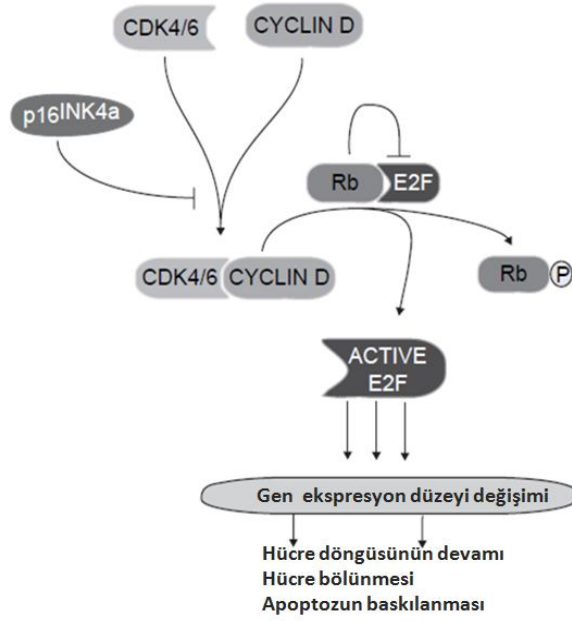 CDK4/6
CYCLIN D
p16INK4a
Rb
E2F
CDK4/6
CYCLIN D
Rb
P
ACTIVE
E2F
Gen ekspresyon düzeyi değişimi
Hücre döngüsünün devamı
Hücre bölünmesi
Apoptozun baskılanması